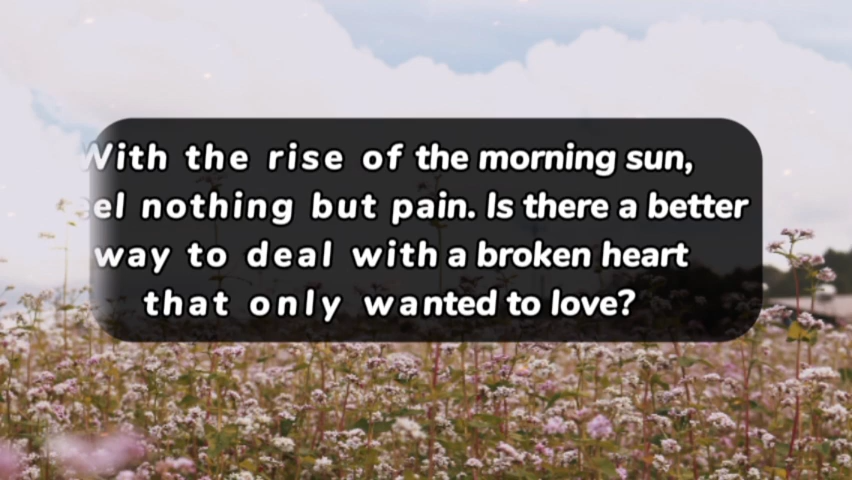 With the rise of the morning sun,
nothing but pain. Is there a better
way to deal with a broken heart
that only wanted to love?